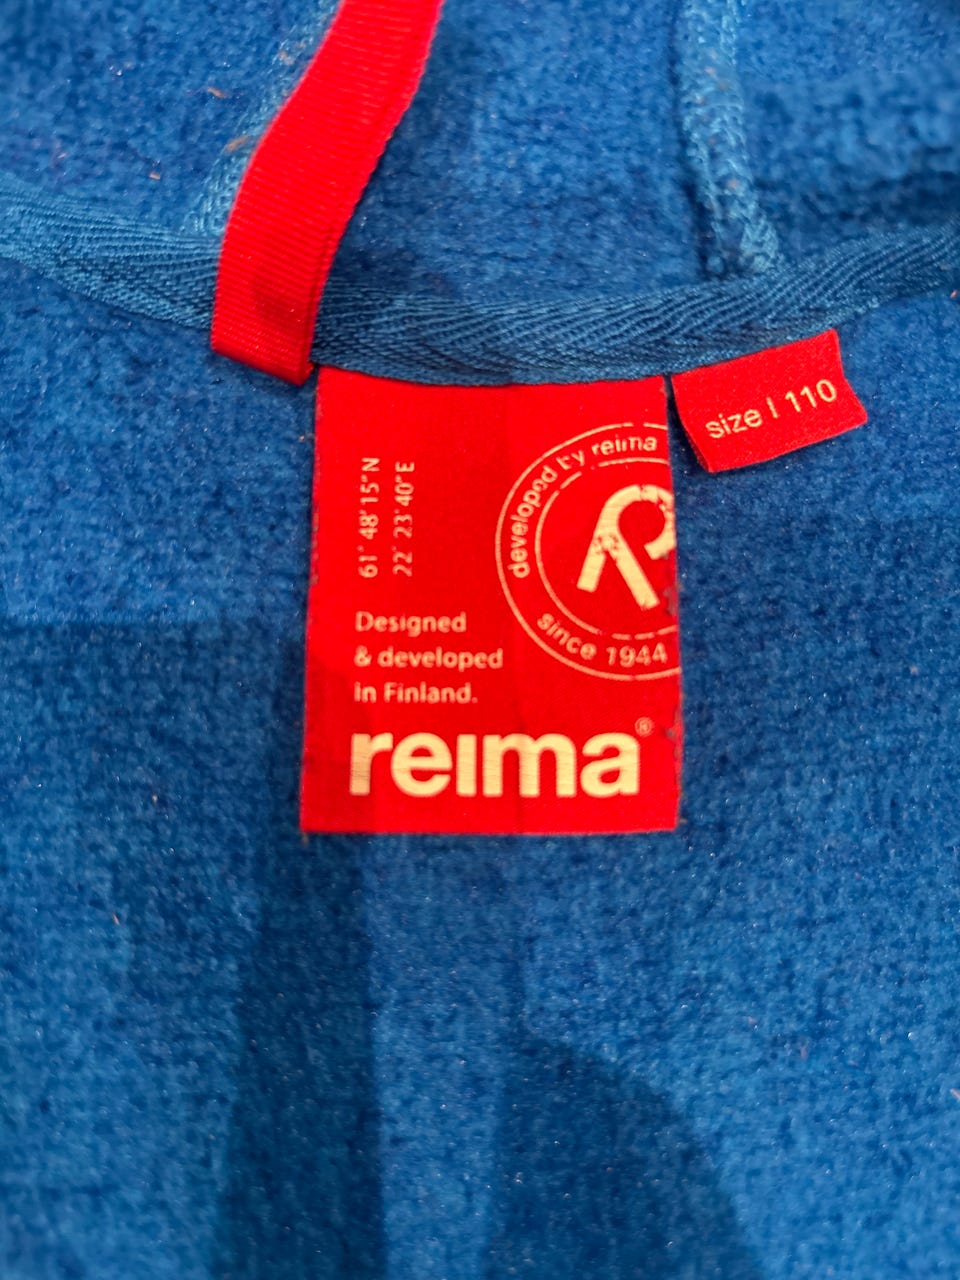 size | 110
61° 48' 15" N
22° 23' 40" E
developed by reima
R
since 1944
Designed
& developed
in Finland.
reima®